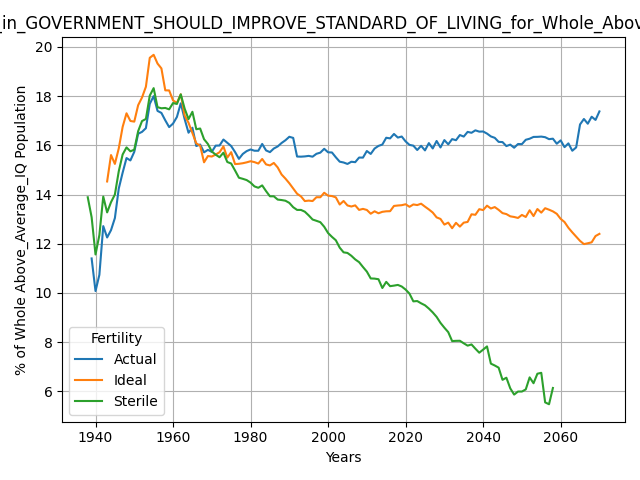 _in_GOVERNMENT_SHOULD_IMPROVE_STANDARD_OF_LIVING_for_Whole_Abov
% of Whole Above_Average_IQ Population
20
18
16
14
12
10
8
6
Fertility
Actual
Ideal
Sterile
1940 1960 1980 2000 2020 2040 2060
Years